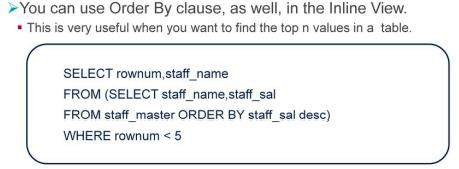 ➢You can use Order By clause, as well, in the Inline View.
▪ This is very useful when you want to find the top n values in a table.
SELECT rownum,staff_name
FROM (SELECT staff_name,staff_sal
FROM staff_master ORDER BY staff_sal desc)
WHERE rownum < 5